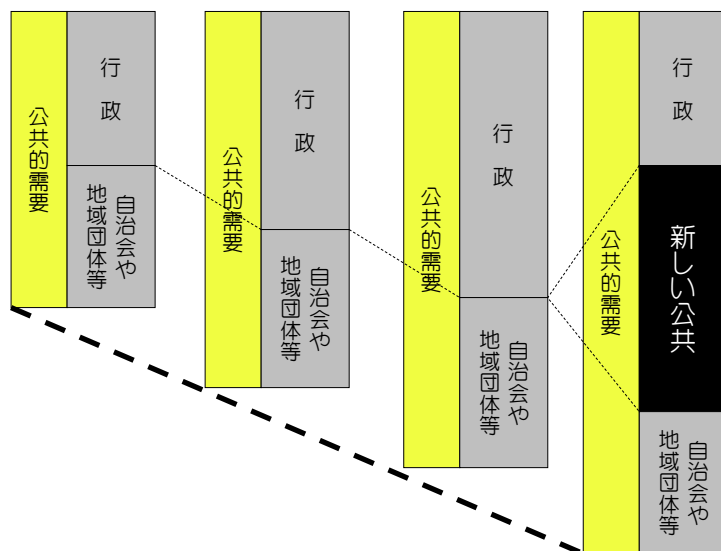 公共的需要
行政
自治会や
地域団体等
公共的需要
行政
自治会や
地域団体等
公共的需要
行政
自治会や
地域団体等
公共的需要
行政
新しい公共
自治会や
地域団体等